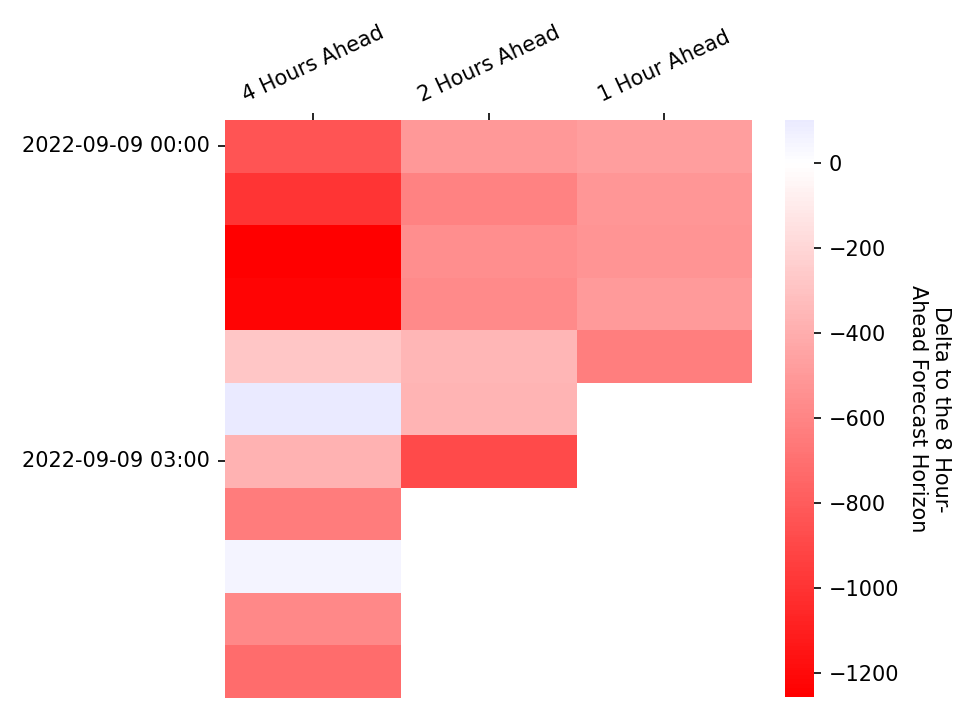 4 Hours Ahead
2 Hours Ahead
1 Hour Ahead
2022-09-09 00:00
2022-09-09 03:00
0
−200
−400
−600
−800
−1000
−1200
Delta to the 8 Hour-
Ahead Forecast Horizon